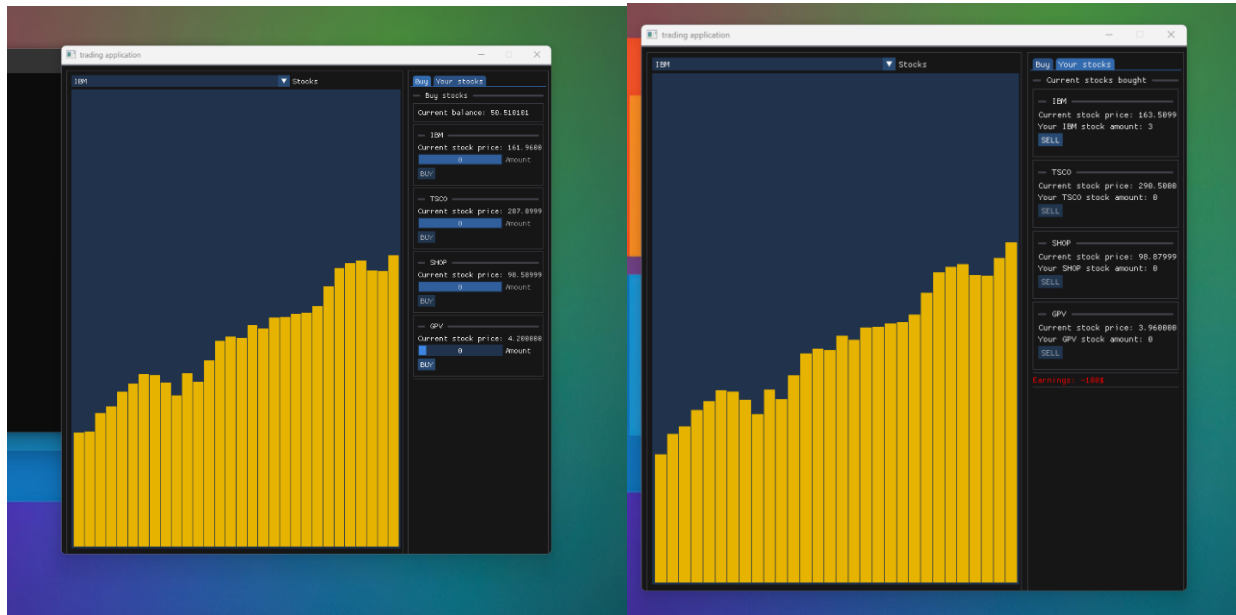 trading application
IBM
Stocks
Buy Your stocks
Buy stocks
Current balance: 50.510101
IBM
Current stock price: 161.9600
0 Amount
BUY
TSCO
Current stock price: 287.8999
0 Amount
BUY
SHOP
Current stock price: 98.58999
0 Amount
BUY
GPV
Current stock price: 4.200000
0 Amount
BUY
trading application
IBM
Stocks
Buy Your stocks
Current stocks bought
IBM
Current stock price: 163.5099
Your IBM stock amount: 3
SELL
TSCO
Current stock price: 290.5000
Your TSCO stock amount: 0
SELL
SHOP
Current stock price: 98.87999
Your SHOP stock amount: 0
SELL
GPV
Current stock price: 3.960000
Your GPV stock amount: 0
SELL
Earnings: -100$